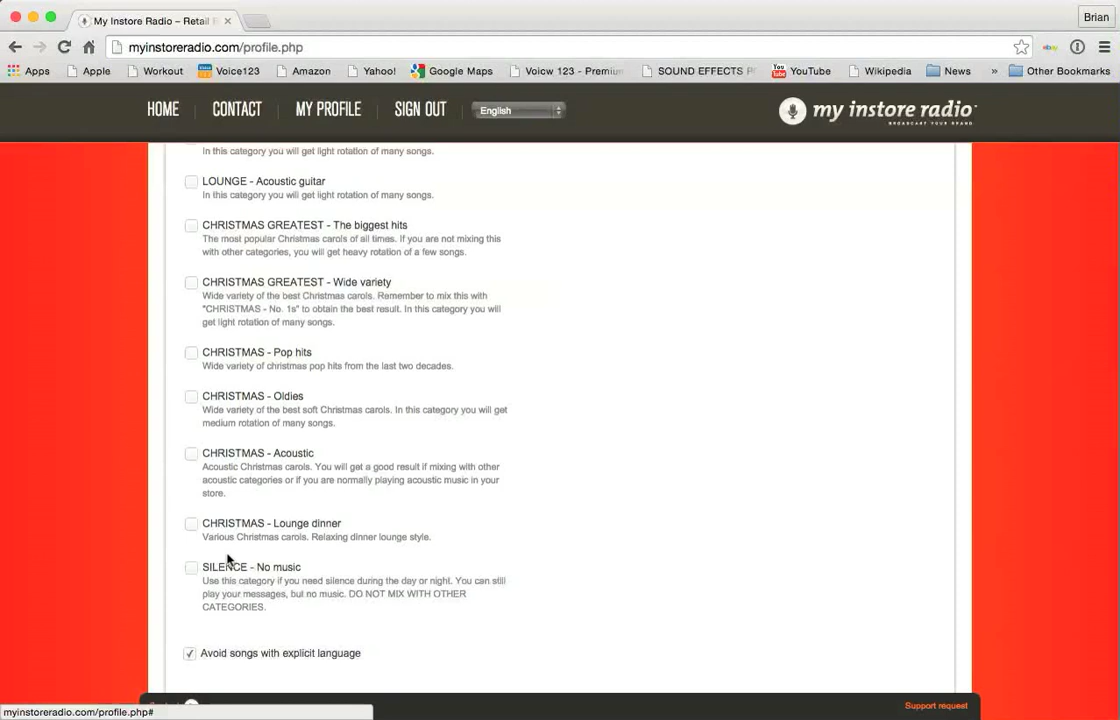 My Instore Radio – Retail
Brian
myinstoreradio.com/profile.php
Apps Apple Workout Voice123 Amazon Yahoo! Google Maps Voicw 123 - Premium SOUND EFFECTS YouTube Wikipedia News » Other Bookmarks
HOME CONTACT MY PROFILE SIGN OUT English my instore radio
BROADCAST YOUR BRAND
In this category you will get light rotation of many songs.
LOUNGE - Acoustic guitar
In this category you will get light rotation of many songs.
CHRISTMAS GREATEST - The biggest hits
The most popular Christmas carols of all times. If you are not mixing this
with other categories, you will get heavy rotation of a few songs.
CHRISTMAS GREATEST - Wide variety
Wide variety of the best Christmas carols. Remember to mix this with
"CHRISTMAS - No. 1s" to obtain the best result. In this category you will
get light rotation of many songs.
CHRISTMAS - Pop hits
Wide variety of christmas pop hits from the last two decades.
CHRISTMAS - Oldies
Wide variety of the best soft Christmas carols. In this category you will get
medium rotation of many songs.
CHRISTMAS - Acoustic
Acoustic Christmas carols. You will get a good result if mixing with other
acoustic categories or if you are normally playing acoustic music in your
store.
CHRISTMAS - Lounge dinner
Various Christmas carols. Relaxing dinner lounge style.
SILENCE - No music
Use this category if you need silence during the day or night. You can still
play your messages, but no music. DO NOT MIX WITH OTHER
CATEGORIES.
Avoid songs with explicit language
Support request
myinstoreradio.com/profile.php#